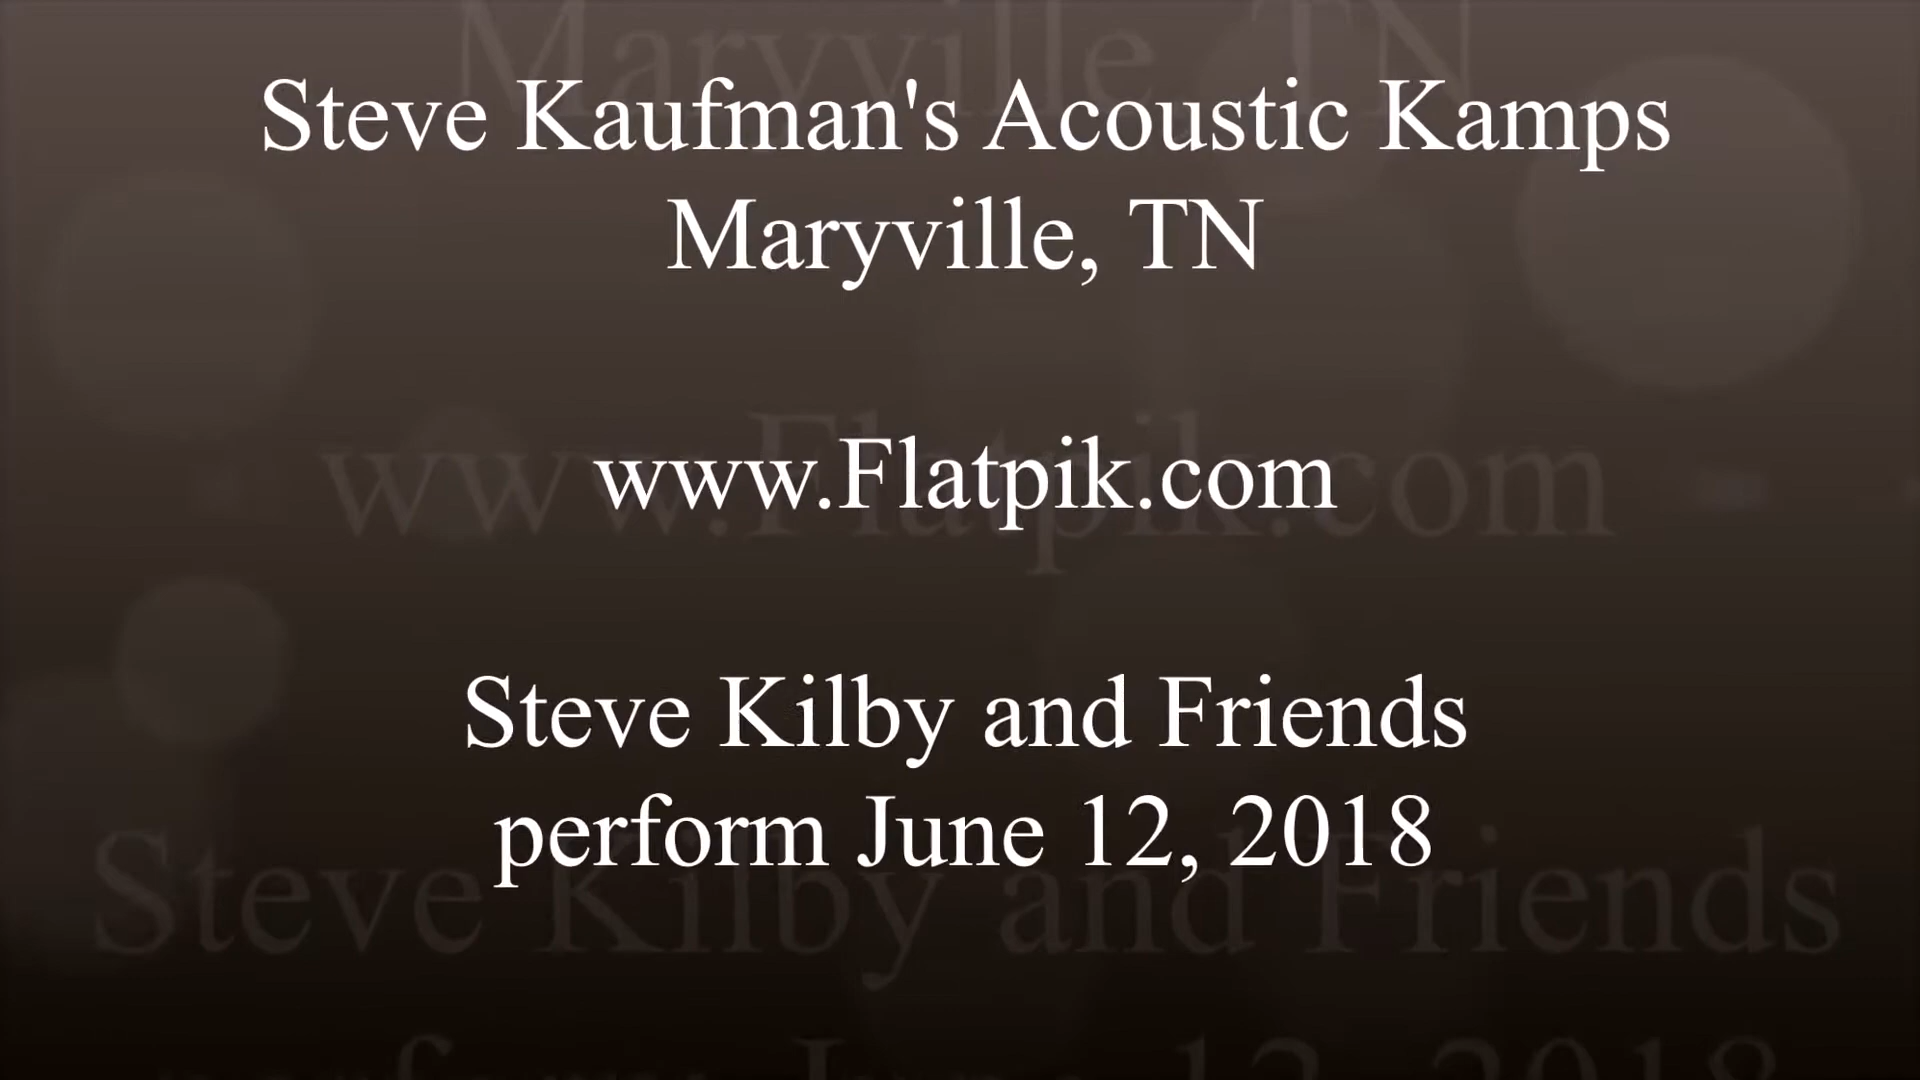 Steve Kaufman's Acoustic Kamps
Maryville, TN
www.Flatpik.com
Steve Kilby and Friends
perform June 12, 2018